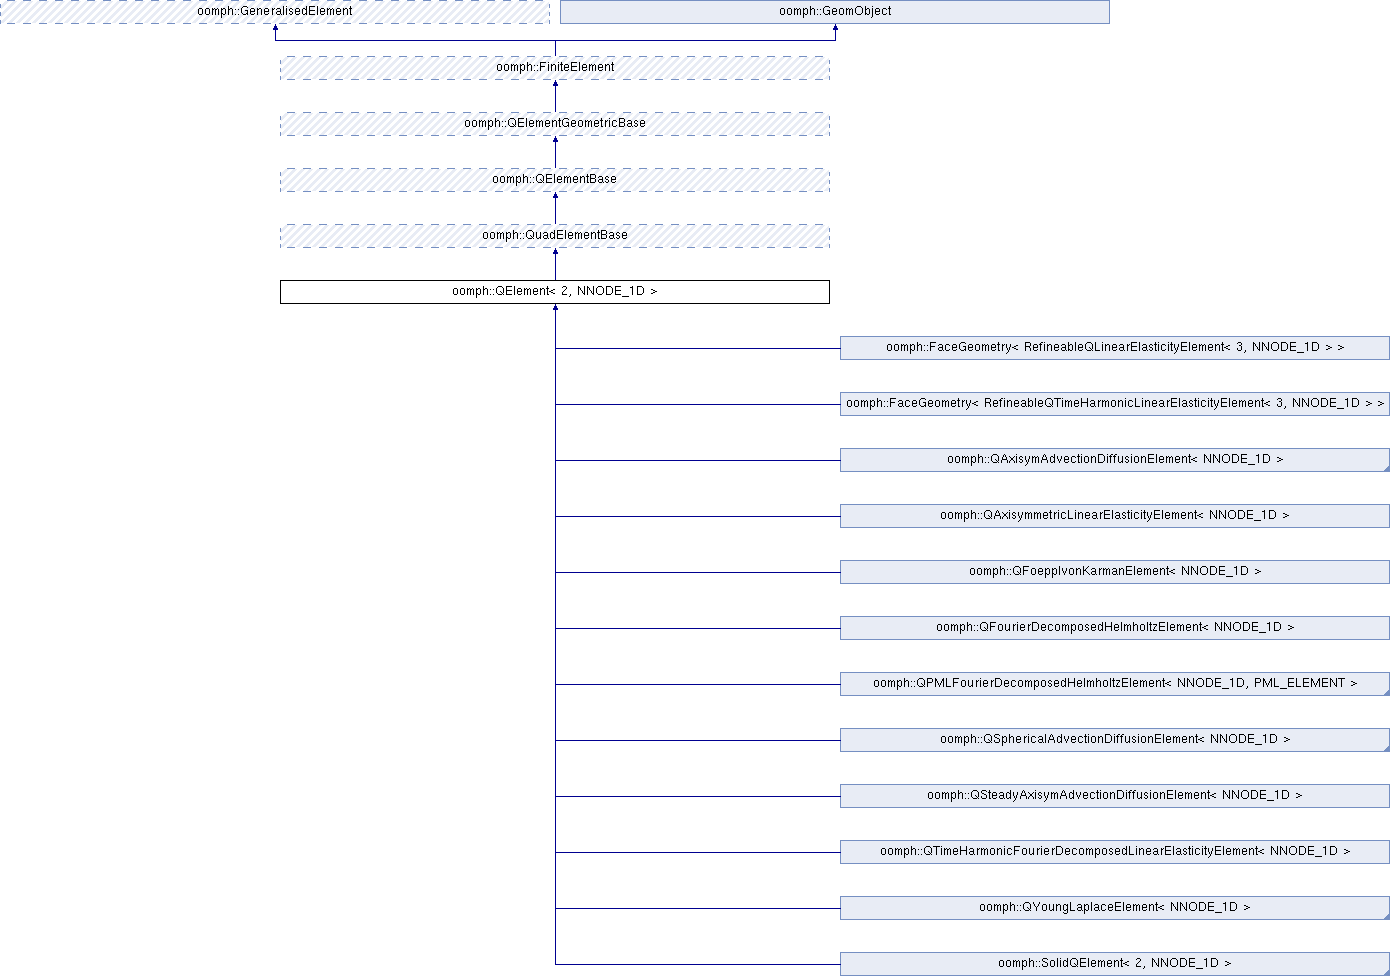 oomph::GeneralisedElement
oomph::GeomObject
oomph::FiniteElement
oomph::QElementGeometricBase
oomph::QElementBase
oomph::QuadElementBase
oomph::QElement< 2, NNODE_1D >
oomph::FaceGeometry< RefineableQLinearElasticityElement< 3, NNODE_1D > >
oomph::FaceGeometry< RefineableQTimeHarmonicLinearElasticityElement< 3, NNODE_1D > >
oomph::QAxisymAdvectionDiffusionElement< NNODE_1D >
oomph::QAxisymmetricLinearElasticityElement< NNODE_1D >
oomph::QFoepplvonKarmanElement< NNODE_1D >
oomph::QFourierDecomposedHelmholtzElement< NNODE_1D >
oomph::QPMLFourierDecomposedHelmholtzElement< NNODE_1D, PML_ELEMENT >
oomph::QSphericalAdvectionDiffusionElement< NNODE_1D >
oomph::QSteadyAxisymAdvectionDiffusionElement< NNODE_1D >
oomph::QTimeHarmonicFourierDecomposedLinearElasticityElement< NNODE_1D >
oomph::QYoungLaplaceElement< NNODE_1D >
oomph::SolidQElement< 2, NNODE_1D >